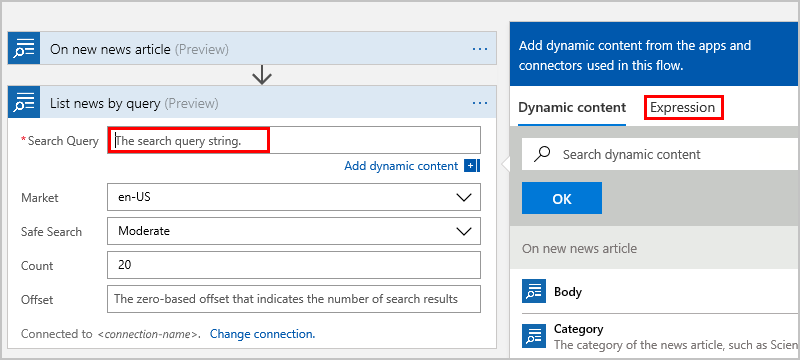 On new news article (Preview)
...
List news by query (Preview)
...
* Search Query
The search query string.
Add dynamic content
Market
en-US
Safe Search
Moderate
Count
20
Offset
The zero-based offset that indicates the number of search results
Connected to <connection-name>. Change connection.
Add dynamic content from the apps and
connectors used in this flow.
Dynamic content
Expression
Search dynamic content
OK
On new news article
Body
Category
The category of the news article, such as Scien